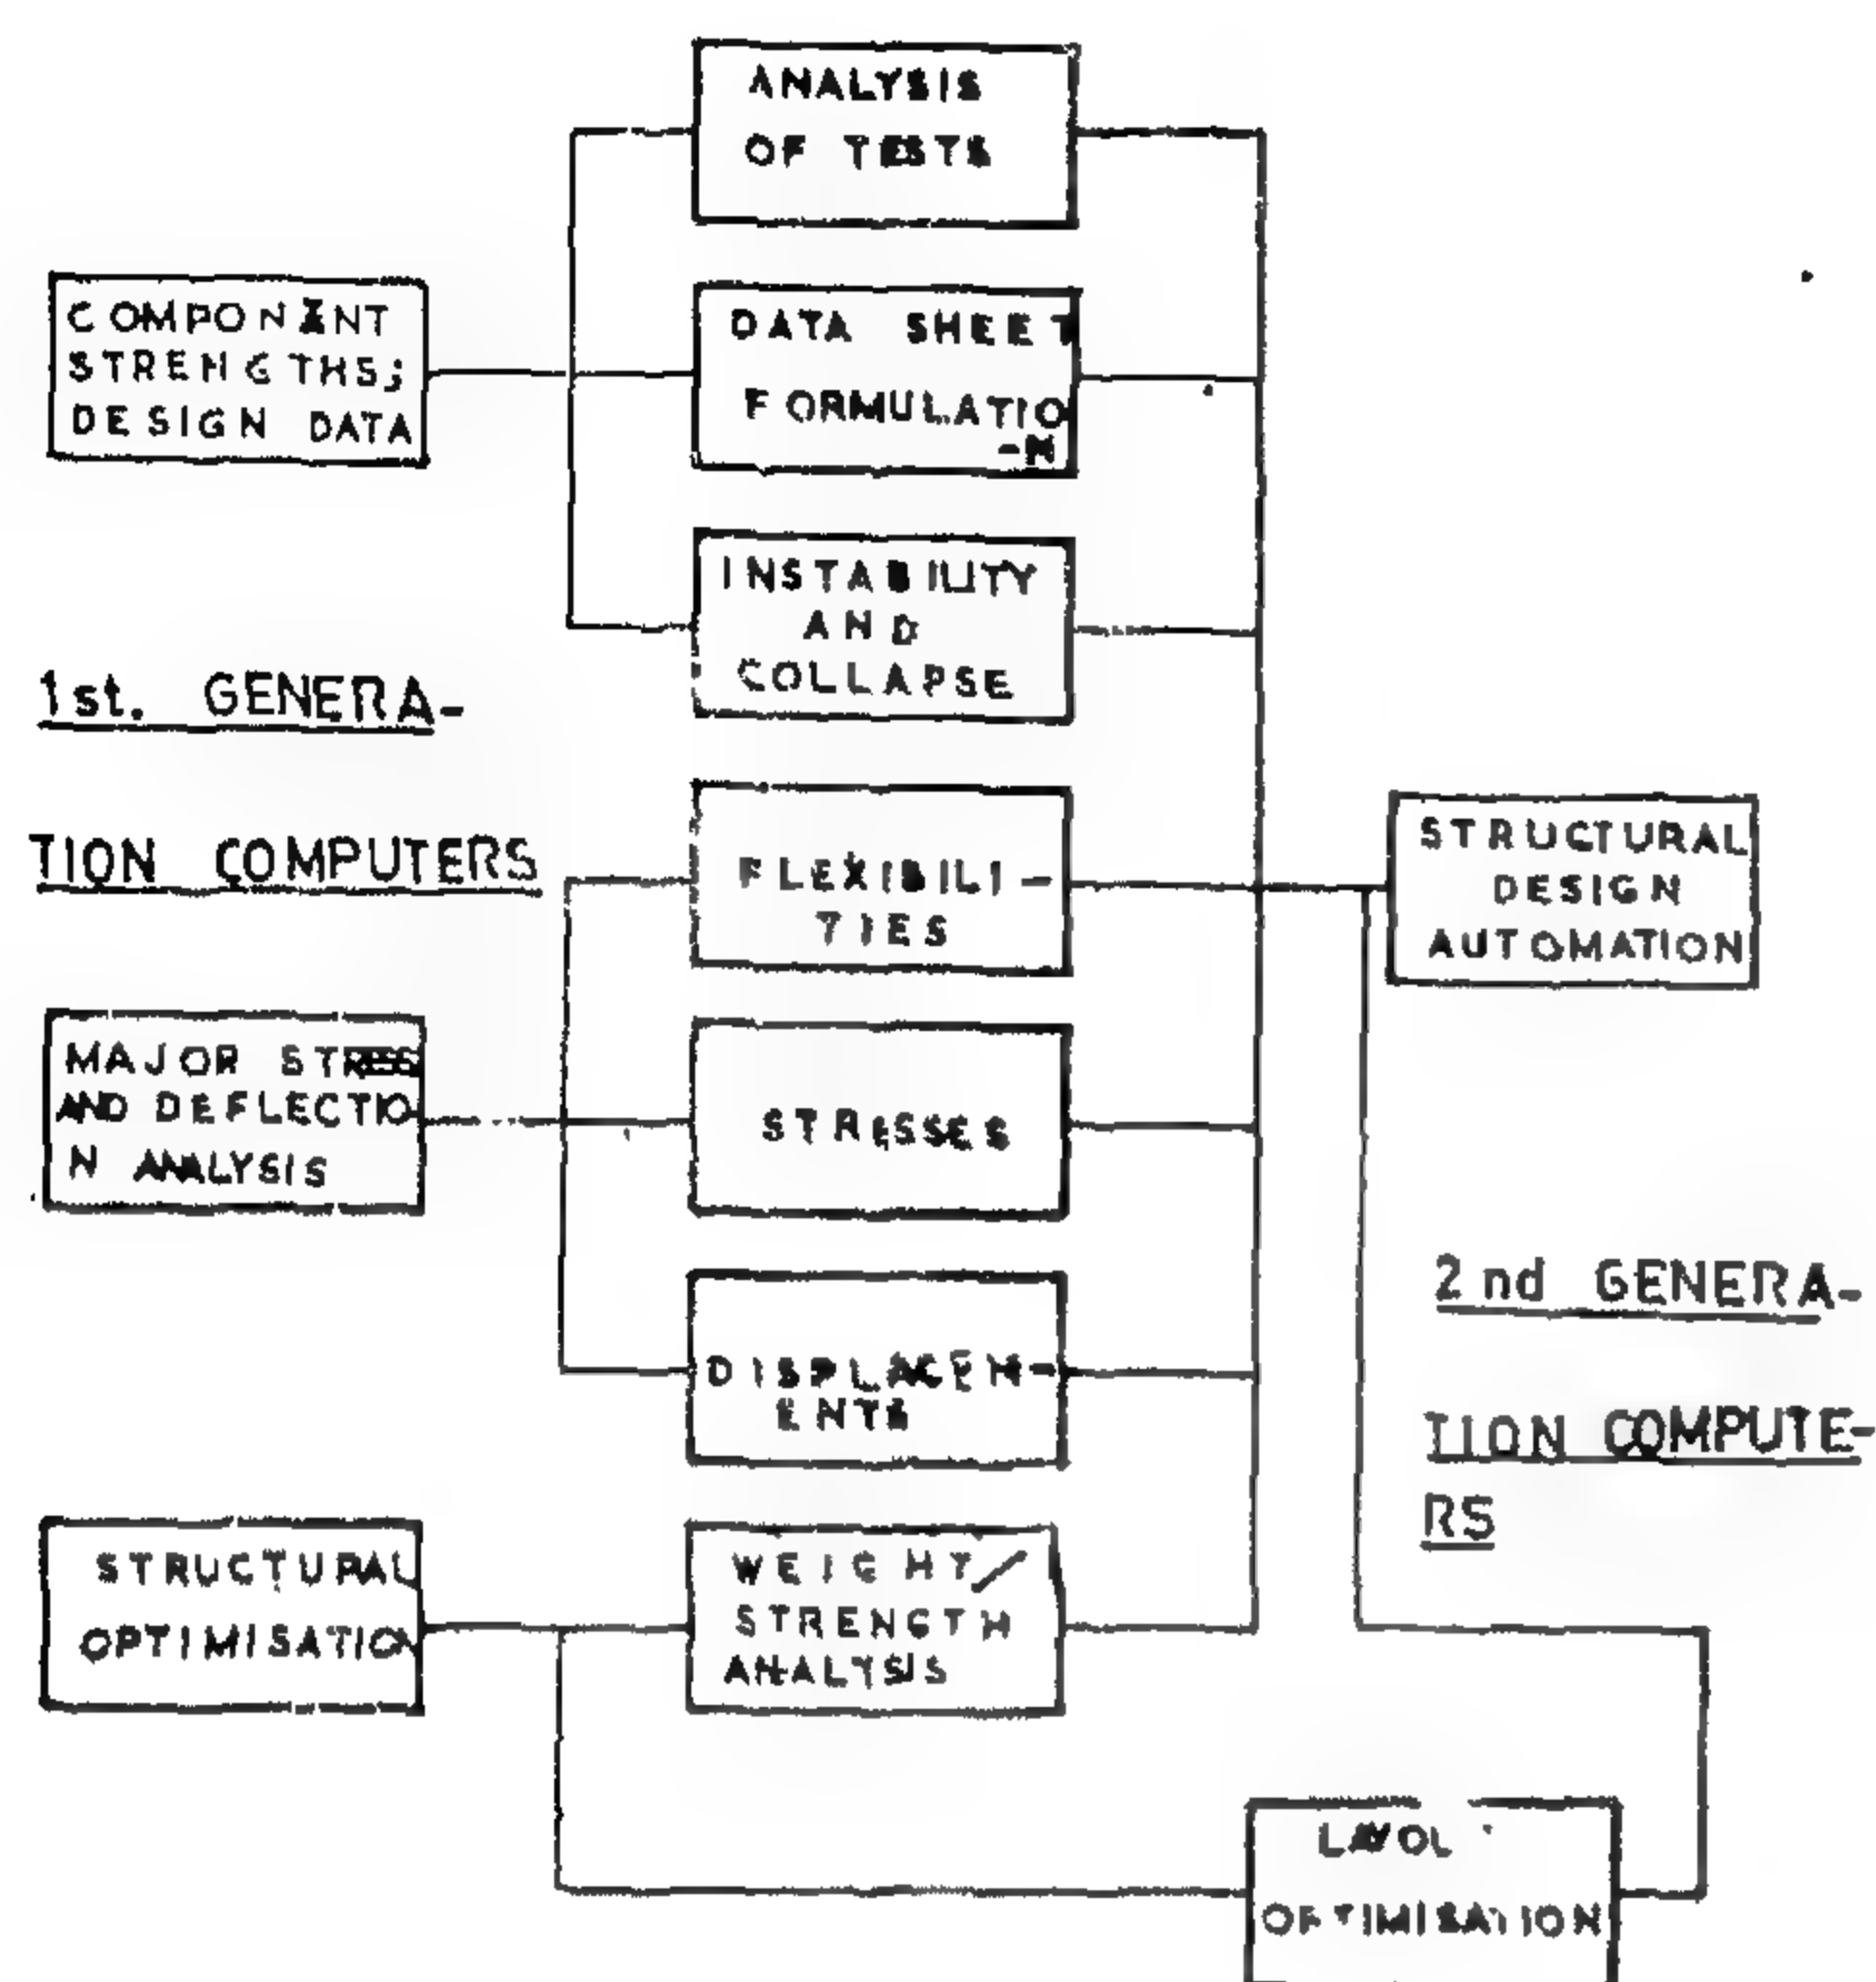 ANALYSIS
OF TESTS
COMPONENT
STRENGTHS;
DESIGN DATA
DATA SHEET
FORMULATIO
-N
INSTABILITY
AND
COLLAPSE
1st. GENERA-
TION COMPUTERS
FLEXIBILI-
TIES
STRUCTURAL
DESIGN
AUTOMATION
MAJOR STRESS
AND DEFLECTIO-
N ANALYSIS
STRESSES
2nd GENERA-
TION COMPUTE-
RS
DISPLACEM-
ENTS
STRUCTURAL
OPTIMISATION
WEIGHT/
STRENGTH
ANALYSIS
OPTIMISATION